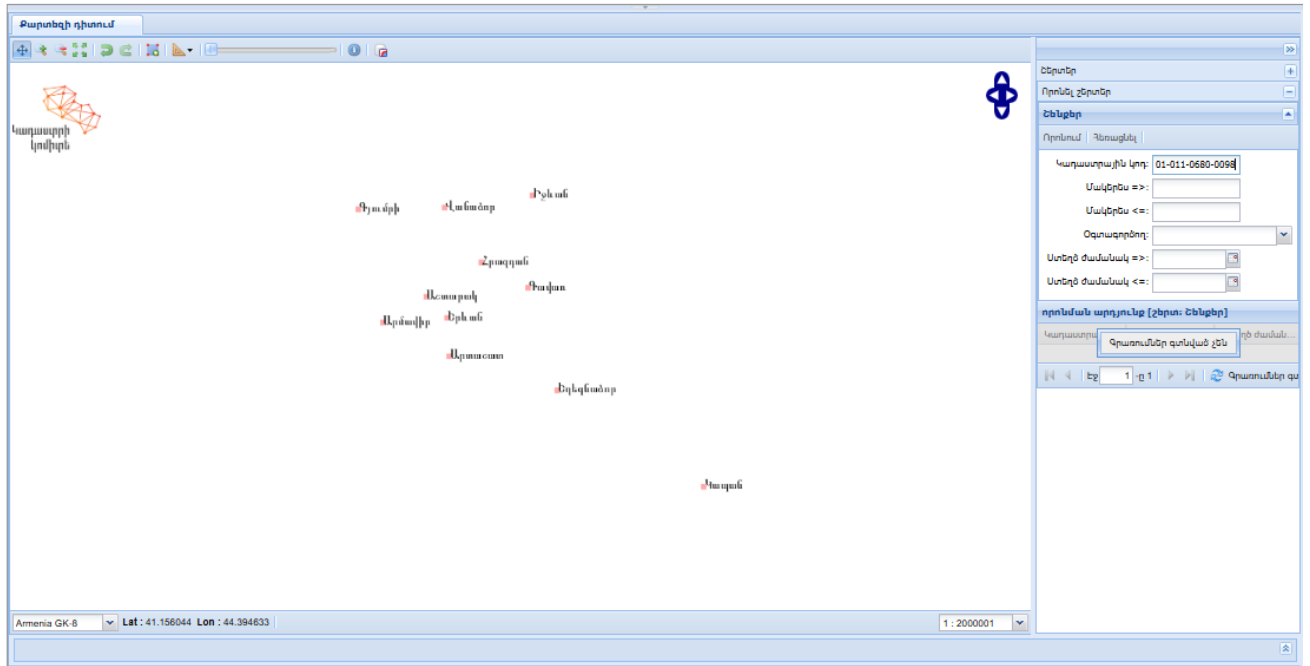 Քարտեզի դիտում
Շերտեր
Որոնել շերտեր
Շենքեր
Որոնում Հեռացնել
Կադաստրային կոդ: 01-011-0680-0098
Մակերես =>:
Մակերես <=:
Օգտագործող:
Ստեղծ ժամանակ =>:
Ստեղծ ժամանակ <=:
որոնման արդյունք [շերտ: Շենքեր]
Գրառումներ գտնված չեն
էջ 1 -ը 1
Կադաստրի
կոմիտե
Իջևան
Գյումրի
Վանաձոր
Հրազդան
Գավառ
Աշտարակ
Արմավիր
Երևան
Արտաշատ
Եղեգնաձոր
Կապան
Armenia GK-8 Lat : 41.156044 Lon : 44.394633 1 : 2000001